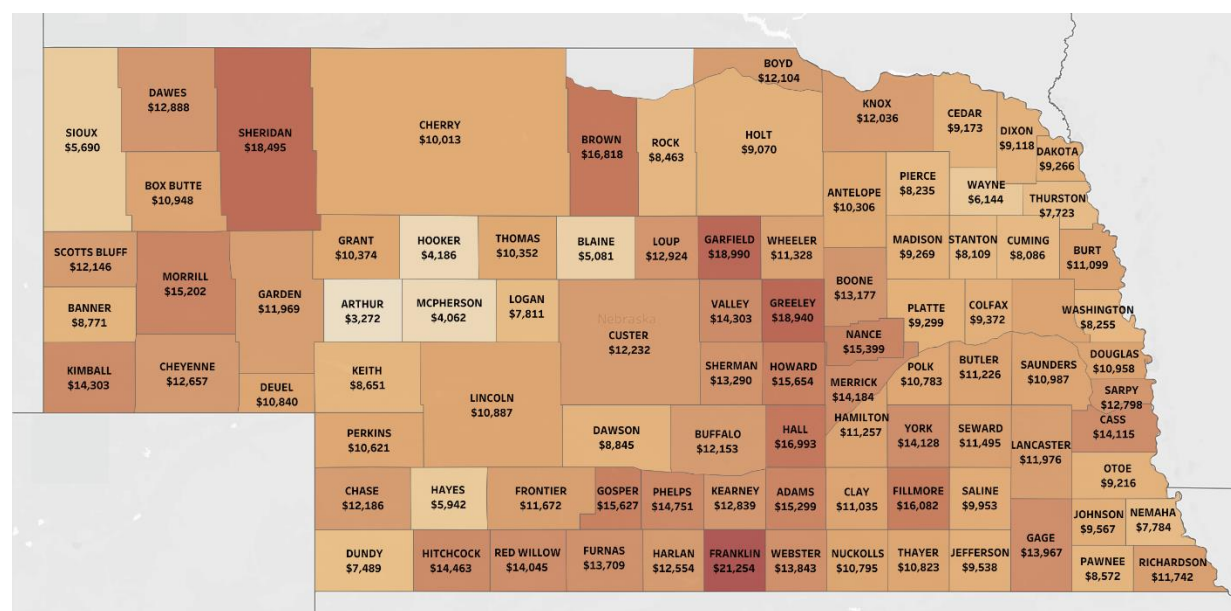 BOYD
$12,104
DAWES
$12,888
SHERIDAN
$18,495
SIOUX
$5,690
CHERRY
$10,013
BROWN
$16,818
ROCK
$8,463
HOLT
$9,070
KNOX
$12,036
CEDAR
$9,173
DIXON
$9,118
DAKOTA
$9,266
BOX BUTTE
$10,948
ANTELOPE
$10,306
PIERCE
$8,235
WAYNE
$6,144
THURSTON
$7,723
SCOTTS BLUFF
$12,146
MORRILL
$15,202
GARDEN
$11,969
GRANT
$10,374
HOOKER
$4,186
THOMAS
$10,352
BLAINE
$5,081
LOUP
$12,924
GARFIELD
$18,990
WHEELER
$11,328
BOONE
$13,177
MADISON
$9,269
STANTON
$8,109
CUMING
$8,086
BURT
$11,099
BANNER
$8,771
ARTHUR
$3,272
MCPHERSON
$4,062
LOGAN
$7,811
Nebraska
CUSTER
$12,232
VALLEY
$14,303
GREELEY
$18,940
NANCE
$15,399
PLATTE
$9,299
COLFAX
$9,372
WASHINGTON
$8,255
KIMBALL
$14,303
CHEYENNE
$12,657
DEUEL
$10,840
KEITH
$8,651
LINCOLN
$10,887
SHERMAN
$13,290
HOWARD
$15,654
MERRICK
$14,184
POLK
$10,783
BUTLER
$11,226
SAUNDERS
$10,987
DOUGLAS
$10,958
SARPY
$12,798
PERKINS
$10,621
DAWSON
$8,845
BUFFALO
$12,153
HALL
$16,993
HAMILTON
$11,257
YORK
$14,128
SEWARD
$11,495
LANCASTER
$11,976
CASS
$14,115
OTOE
$9,216
CHASE
$12,186
HAYES
$5,942
FRONTIER
$11,672
GOSPER
$15,627
PHELPS
$14,751
KEARNEY
$12,839
ADAMS
$15,299
CLAY
$11,035
FILLMORE
$16,082
SALINE
$9,953
GAGE
$13,967
JOHNSON
$9,567
NEMAHA
$7,784
DUNDY
$7,489
HITCHCOCK
$14,463
RED WILLOW
$14,045
FURNAS
$13,709
HARLAN
$12,554
FRANKLIN
$21,254
WEBSTER
$13,843
NUCKOLLS
$10,795
THAYER
$10,823
JEFFERSON
$9,538
PAWNEE
$8,572
RICHARDSON
$11,742